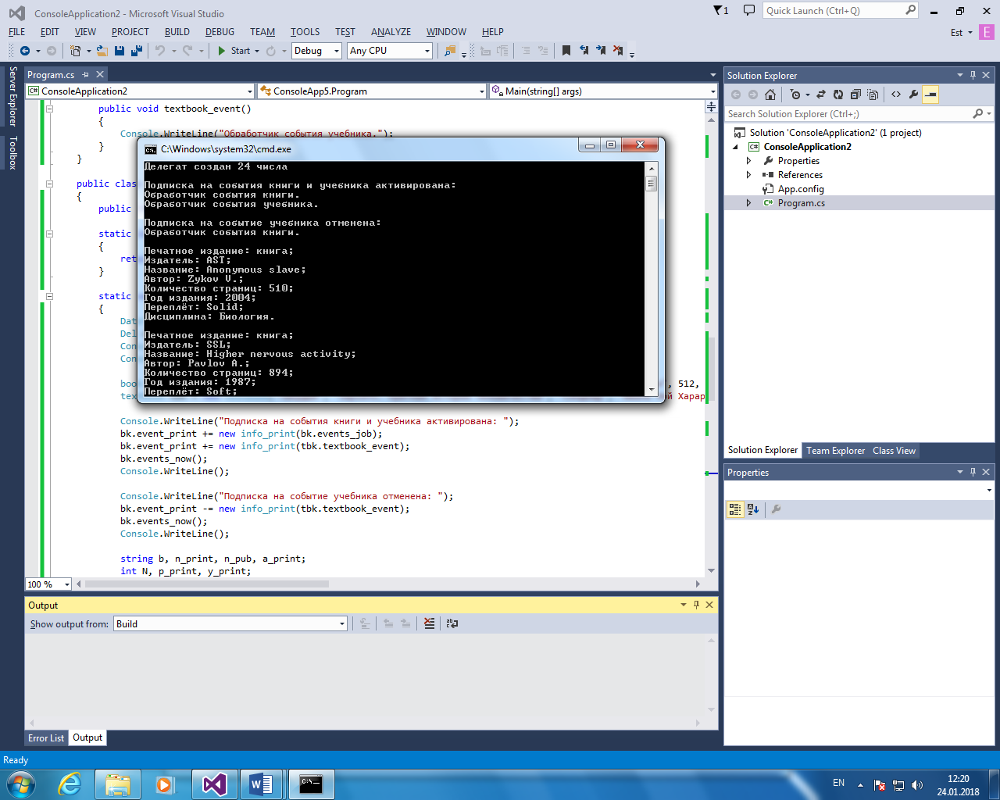 ConsoleApplication2 - Microsoft Visual Studio
1
Quick Launch (Ctrl+Q)
FILE EDIT VIEW PROJECT BUILD DEBUG TEAM TOOLS TEST ANALYZE WINDOW HELP
Est
E
Start
Debug
Any CPU
Server Explorer
Toolbox
Program.cs
ConsoleApplication2
ConsoleApp5.Program
Main(string[] args)
public void textbook_event()
{
Console.WriteLine("Обработчик события учебника.");
}
}
public clas
{
public
static
{
ret
}
static
{
Dat
Del
Con
Con
boo
", 512,
tex
ой Харар
Console.WriteLine("Подписка на события книги и учебника активирована: ");
bk.event_print += new info_print(bk.events_job);
bk.event_print += new info_print(tbk.textbook_event);
bk.events_now();
Console.WriteLine();
Console.WriteLine("Подписка на событие учебника отменена: ");
bk.event_print -= new info_print(tbk.textbook_event);
bk.events_now();
Console.WriteLine();
string b, n_print, n_pub, a_print;
int N, p_print, y_print;
100 %
C:\Windows\system32\cmd.exe
Делегат создан 24 числа
Подписка на события книги и учебника активирована:
Обработчик события книги.
Обработчик события учебника.
Подписка на событие учебника отменена:
Обработчик события книги.
Печатное издание: книга;
Издатель: AST;
Название: Anonymous slave;
Автор: Zykov V.;
Количество страниц: 510;
Год издания: 2004;
Переплёт: Solid;
Дисциплина: Биология.
Печатное издание: книга;
Издатель: SSL;
Название: Higher nervous activity;
Автор: Pavlov A.;
Количество страниц: 894;
Год издания: 1987;
Переплёт: Soft;
Solution Explorer
Search Solution Explorer (Ctrl+;)
Solution 'ConsoleApplication2' (1 project)
ConsoleApplication2
Properties
References
App.config
Program.cs
Solution Explorer Team Explorer Class View
Properties
Output
Show output from: Build
Error List Output
Ready
EN
12:20
24.01.2018